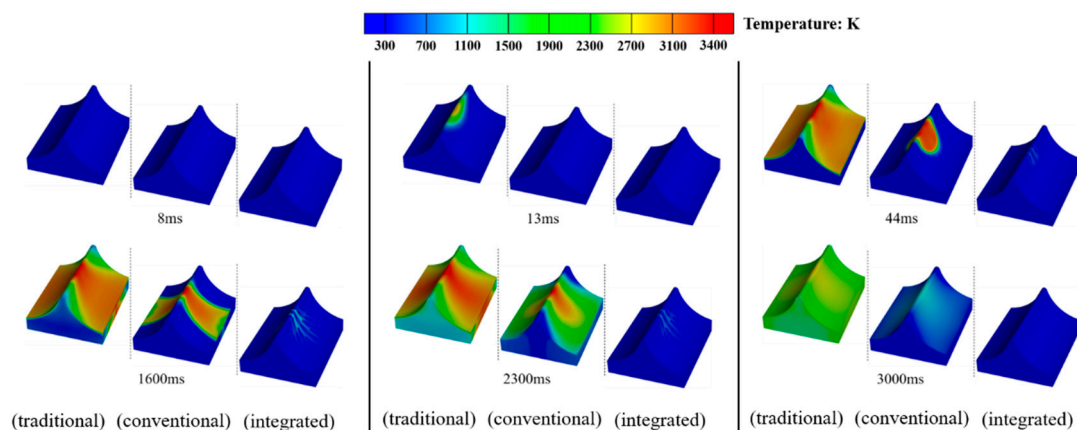 Temperature: K
300 700 1100 1500 1900 2300 2700 3100 3400
8ms
13ms
44ms
1600ms
2300ms
3000ms
(traditional) (conventional) (integrated)
(traditional) (conventional) (integrated)
(traditional) (conventional) (integrated)